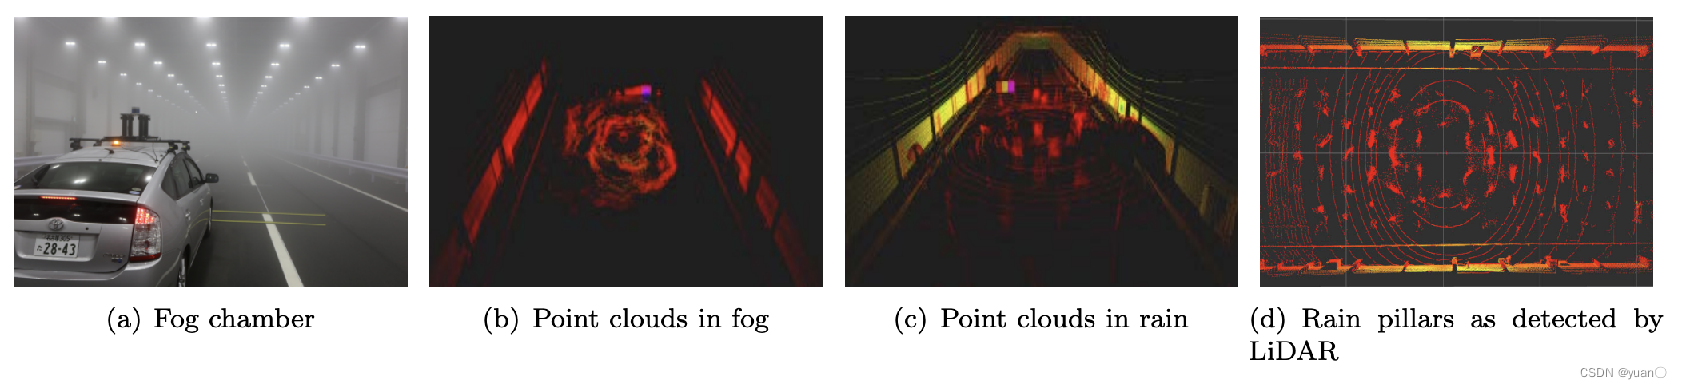 28-43
(a) Fog chamber
(b) Point clouds in fog
(c) Point clouds in rain
(d) Rain pillars as detected by
LiDAR
CSDN @yuan〇